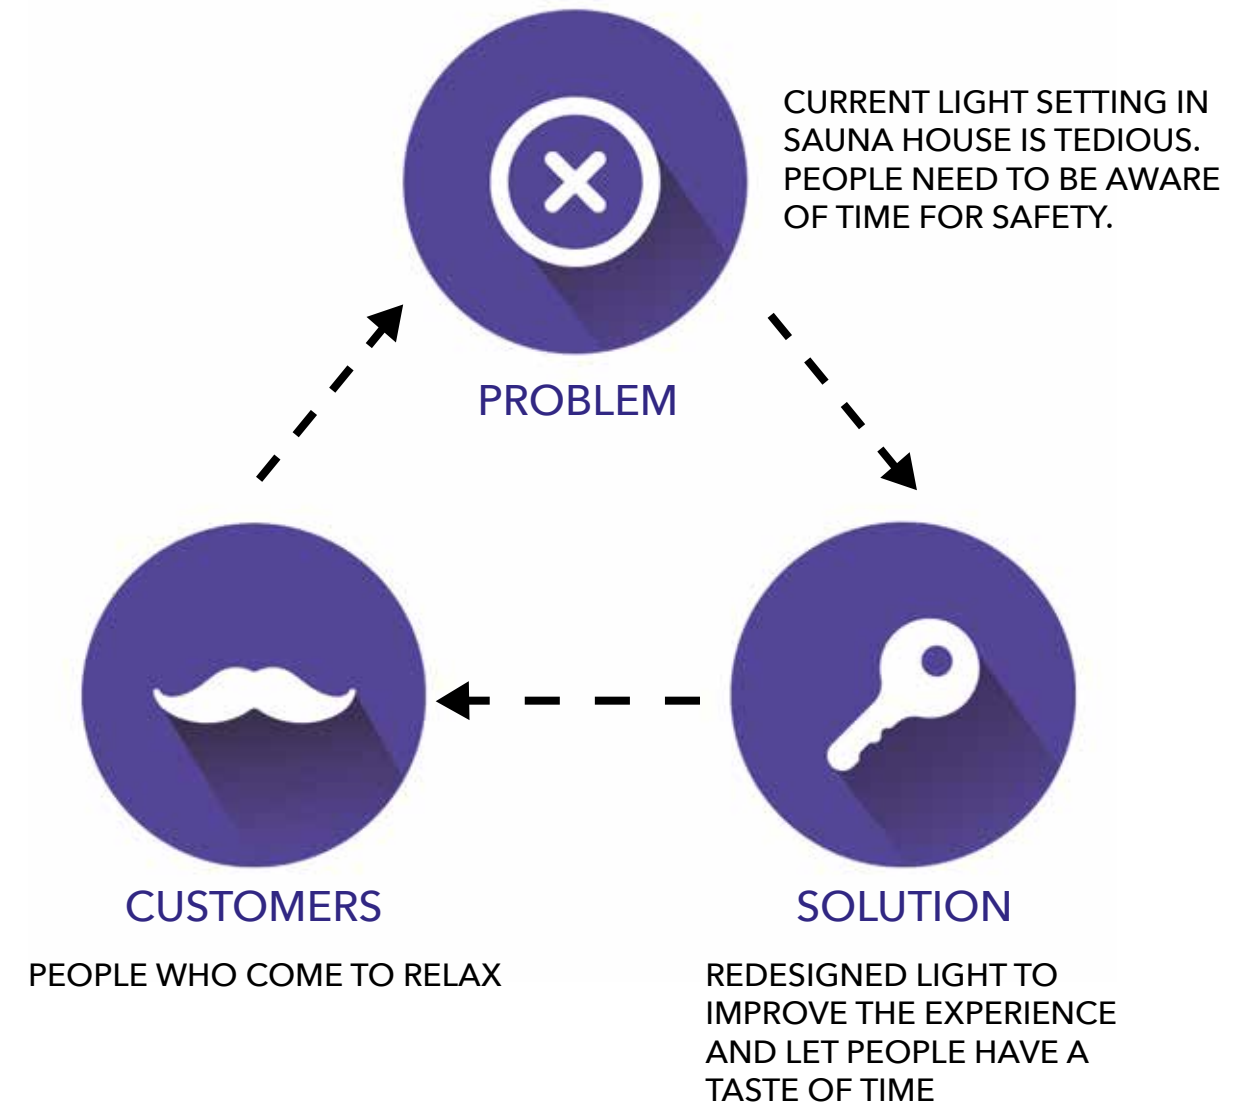 CURRENT LIGHT SETTING IN
SAUNA HOUSE IS TEDIOUS.
PEOPLE NEED TO BE AWARE
OF TIME FOR SAFETY.
PROBLEM
CUSTOMERS
PEOPLE WHO COME TO RELAX
SOLUTION
REDESIGNED LIGHT TO
IMPROVE THE EXPERIENCE
AND LET PEOPLE HAVE A
TASTE OF TIME